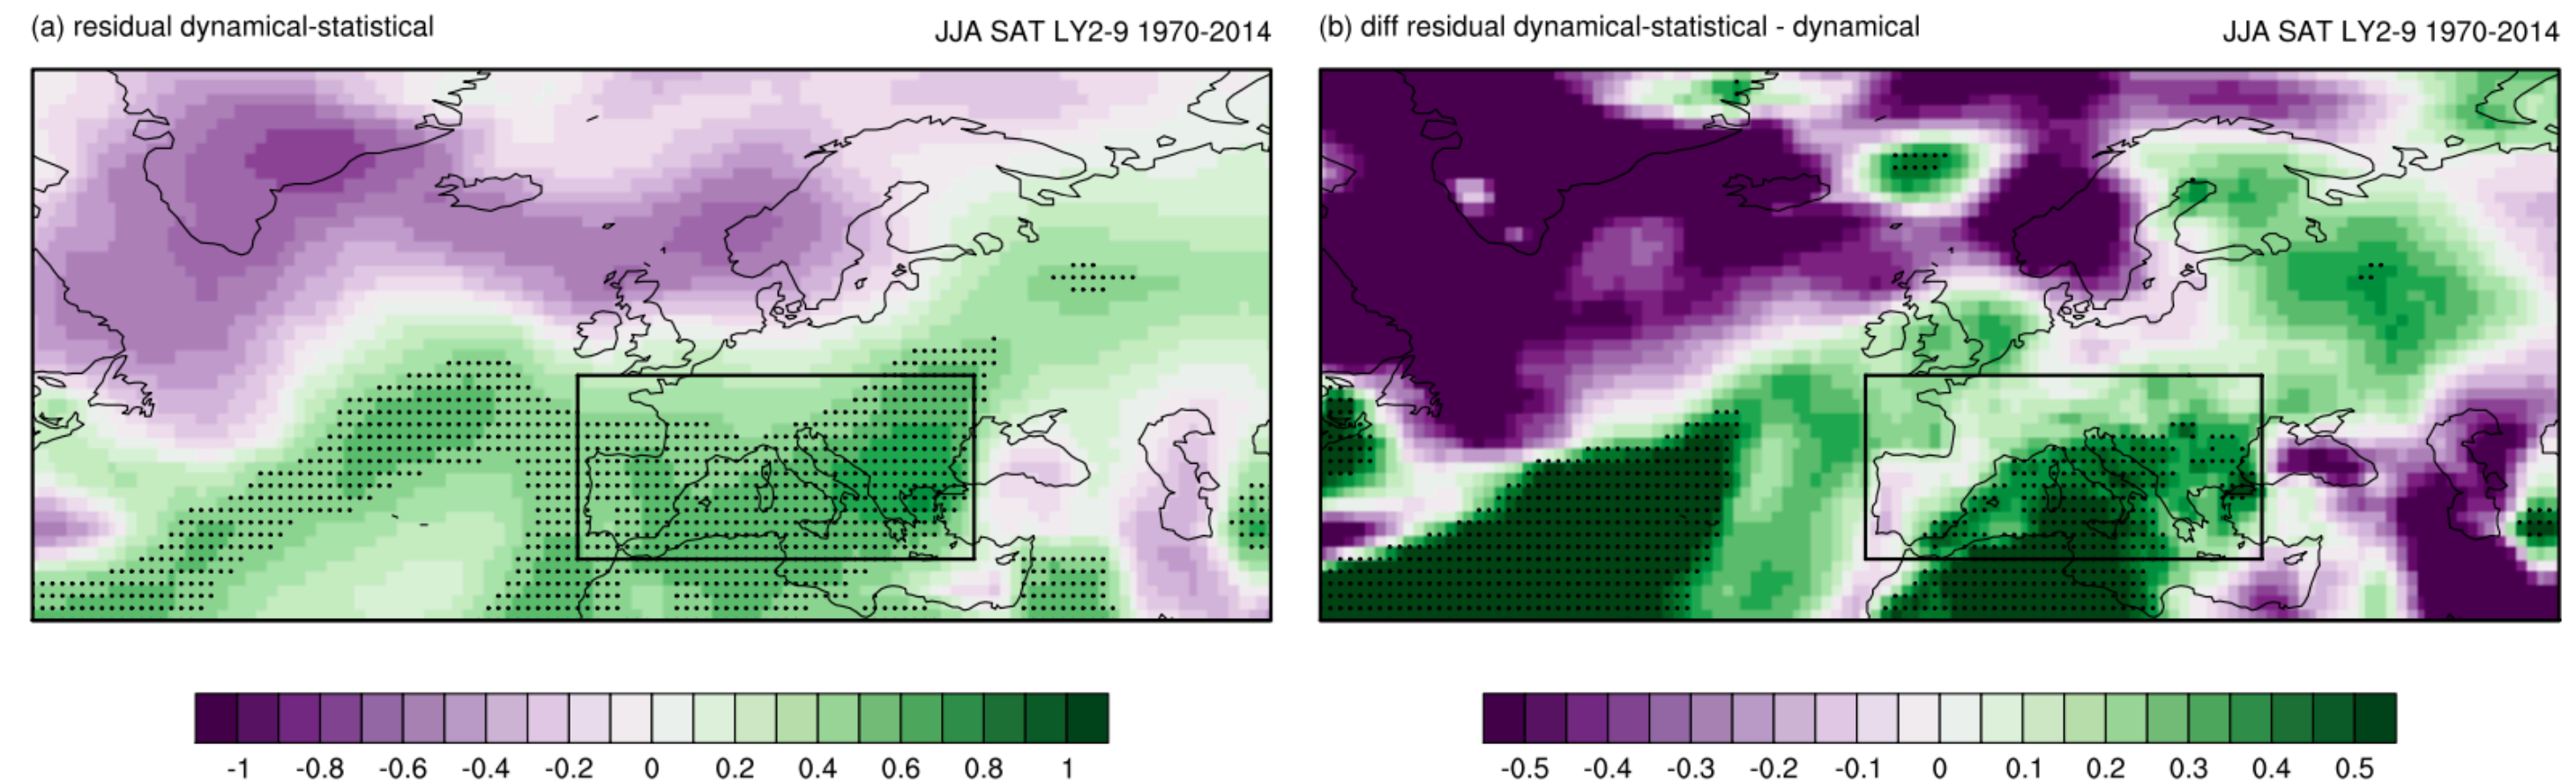 (a) residual dynamical-statistical JJA SAT LY2-9 1970-2014
(b) diff residual dynamical-statistical - dynamical JJA SAT LY2-9 1970-2014
-1 -0.8 -0.6 -0.4 -0.2 0 0.2 0.4 0.6 0.8 1
-0.5 -0.4 -0.3 -0.2 -0.1 0 0.1 0.2 0.3 0.4 0.5